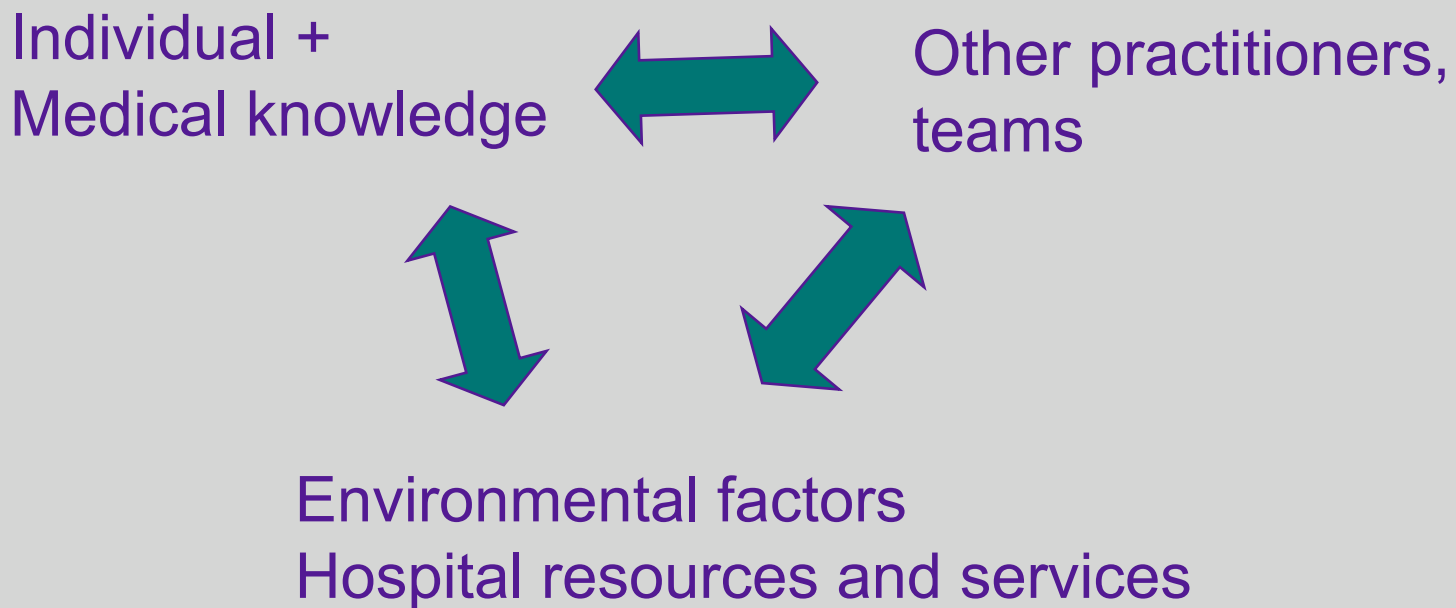 Individual +
Medical knowledge
Other practitioners,
teams
Environmental factors
Hospital resources and services